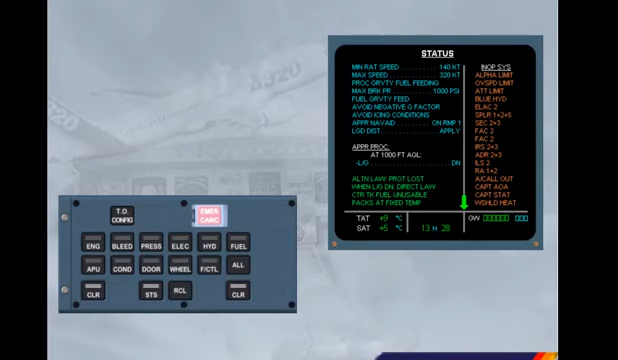 STATUS
MIN RAT SPEED . . . . . . . . . 140 KT
MAX SPEED . . . . . . . . . . . . 320 KT
PROC GRVTY FUEL FEEDING
MAX BRK PR . . . . . . . . . . 1000 PSI
FUEL GRVTY FEED
AVOID NEGATIVE G FACTOR
AVOID ICING CONDITIONS
APPR NAVAID . . . . . . ON RMP 1
LGD DIST. . . . . . . . . . . . . APPLY
APPR PROC:
AT 1000 FT AGL:
-L/G . . . . . . . . . . . . . . . . . . . DN
ALTN LAW: PROT LOST
WHEN L/G DN: DIRECT LAW
CTR TK FUEL UNUSABLE
PACKS AT FIXED TEMP
INOP SYS
ALPHA LIMIT
OVSPD LIMIT
ATT LIMIT
BLUE HYD
ELAC 2
SPLR 1+2+5
SEC 2+3
FAC 2
FAC 2
IRS 2+3
ADR 2+3
ILS 2
RA 1+2
A/CALL OUT
CAPT AOA
CAPT STAT
WSHLD HEAT
TAT +9 °C
SAT +5 °C 13 H 28
GW
T.O. CONFIG
EMER CANC
ENG BLEED PRESS ELEC HYD FUEL
APU COND DOOR WHEEL F/CTL ALL
CLR STS RCL CLR
A320